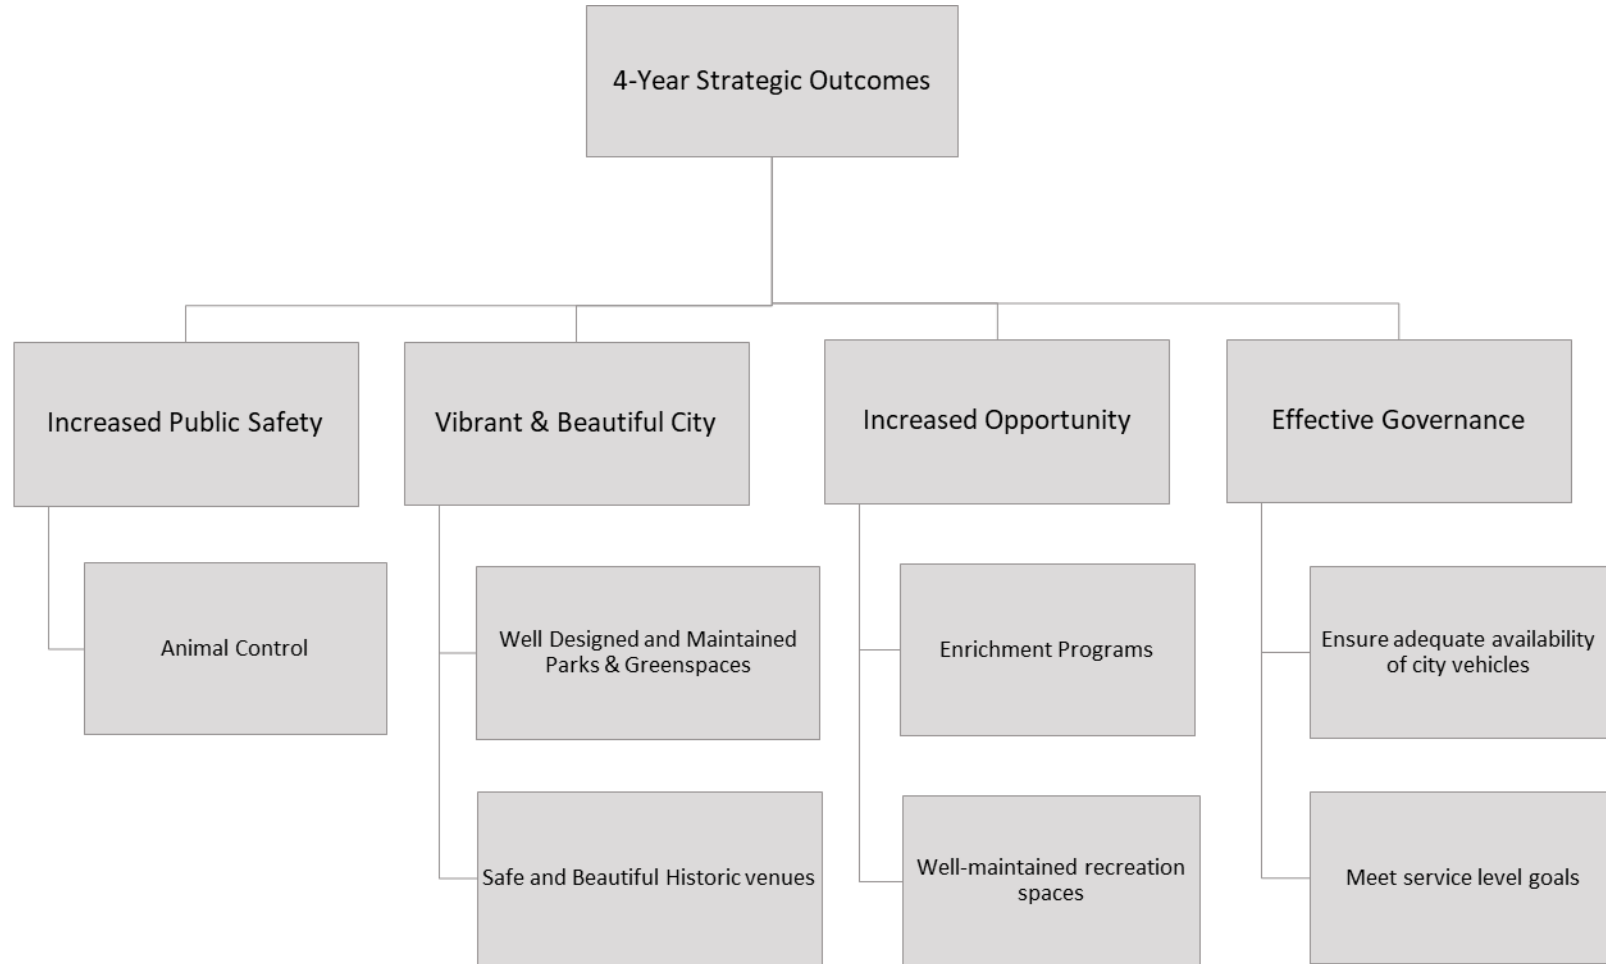 4-Year Strategic Outcomes
Increased Public Safety
Vibrant & Beautiful City
Increased Opportunity
Effective Governance
Animal Control
Well Designed and Maintained
Parks & Greenspaces
Enrichment Programs
Ensure adequate availability
of city vehicles
Safe and Beautiful Historic venues
Well-maintained recreation
spaces
Meet service level goals